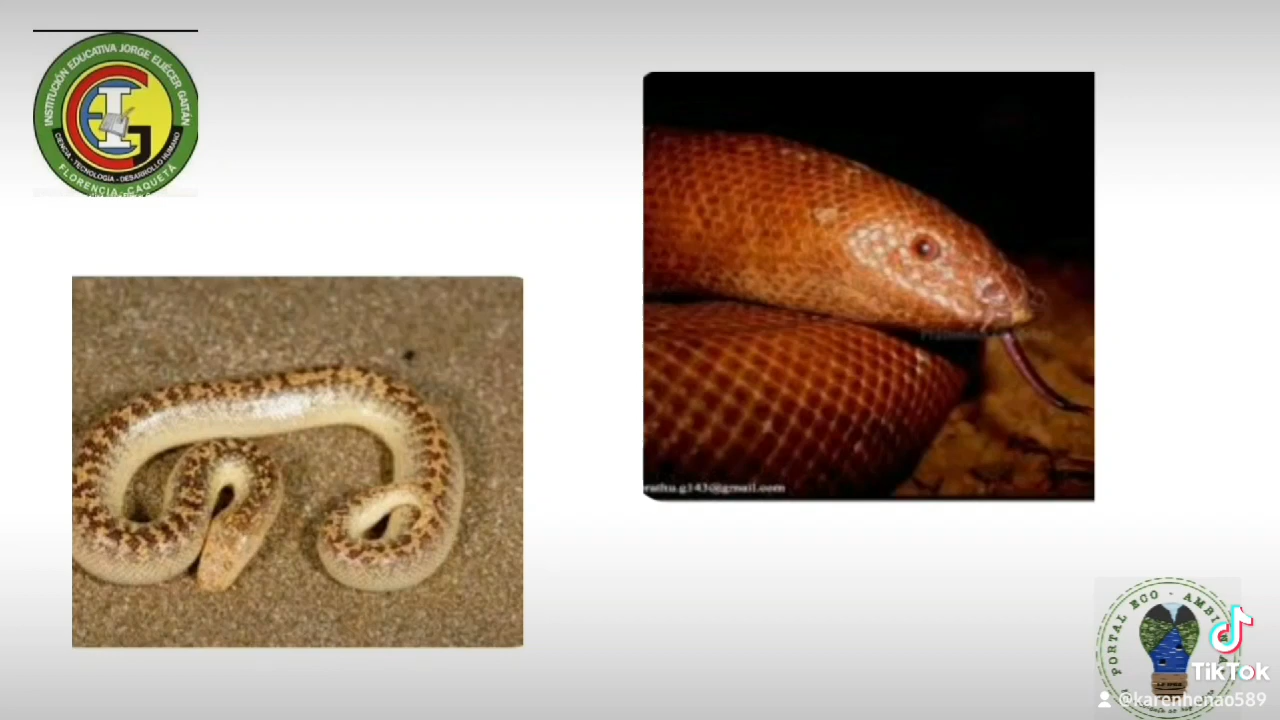 INSTITUCIÓN EDUCATIVA JORGE ELIÉCER GAITÁN
CIENCIA - TECNOLOGÍA - DESARROLLO HUMANO
FLORENCIA - CAQUETÁ
PORTAL ECO - AMBI
TikTok
@karenhenao589